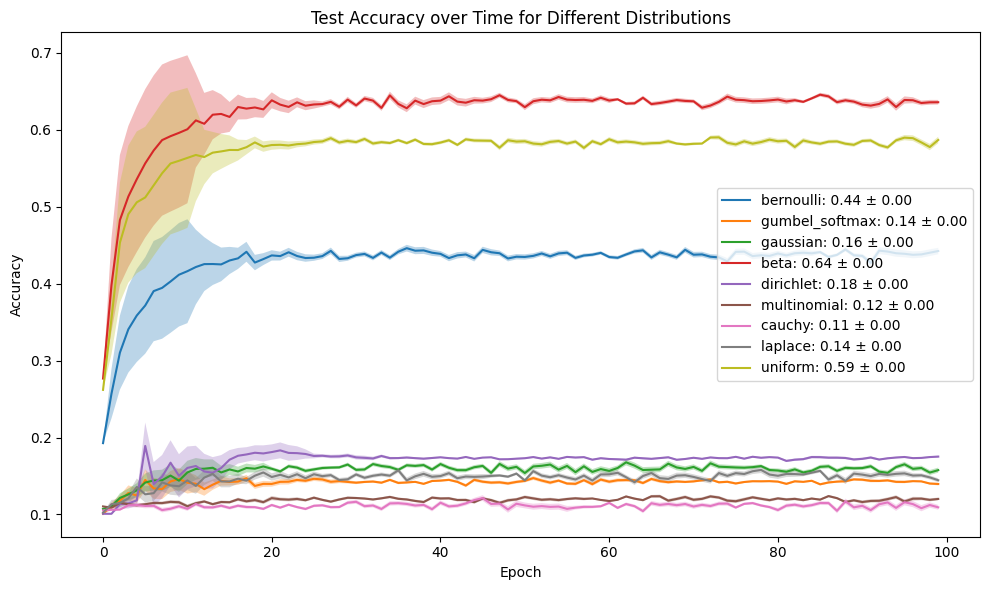 Test Accuracy over Time for Different Distributions
0.7
0.6
0.5
0.4
0.3
0.2
0.1
Accuracy
bernoulli: 0.44 ± 0.00
gumbel_softmax: 0.14 ± 0.00
gaussian: 0.16 ± 0.00
beta: 0.64 ± 0.00
dirichlet: 0.18 ± 0.00
multinomial: 0.12 ± 0.00
cauchy: 0.11 ± 0.00
laplace: 0.14 ± 0.00
uniform: 0.59 ± 0.00
0 20 40 60 80 100
Epoch